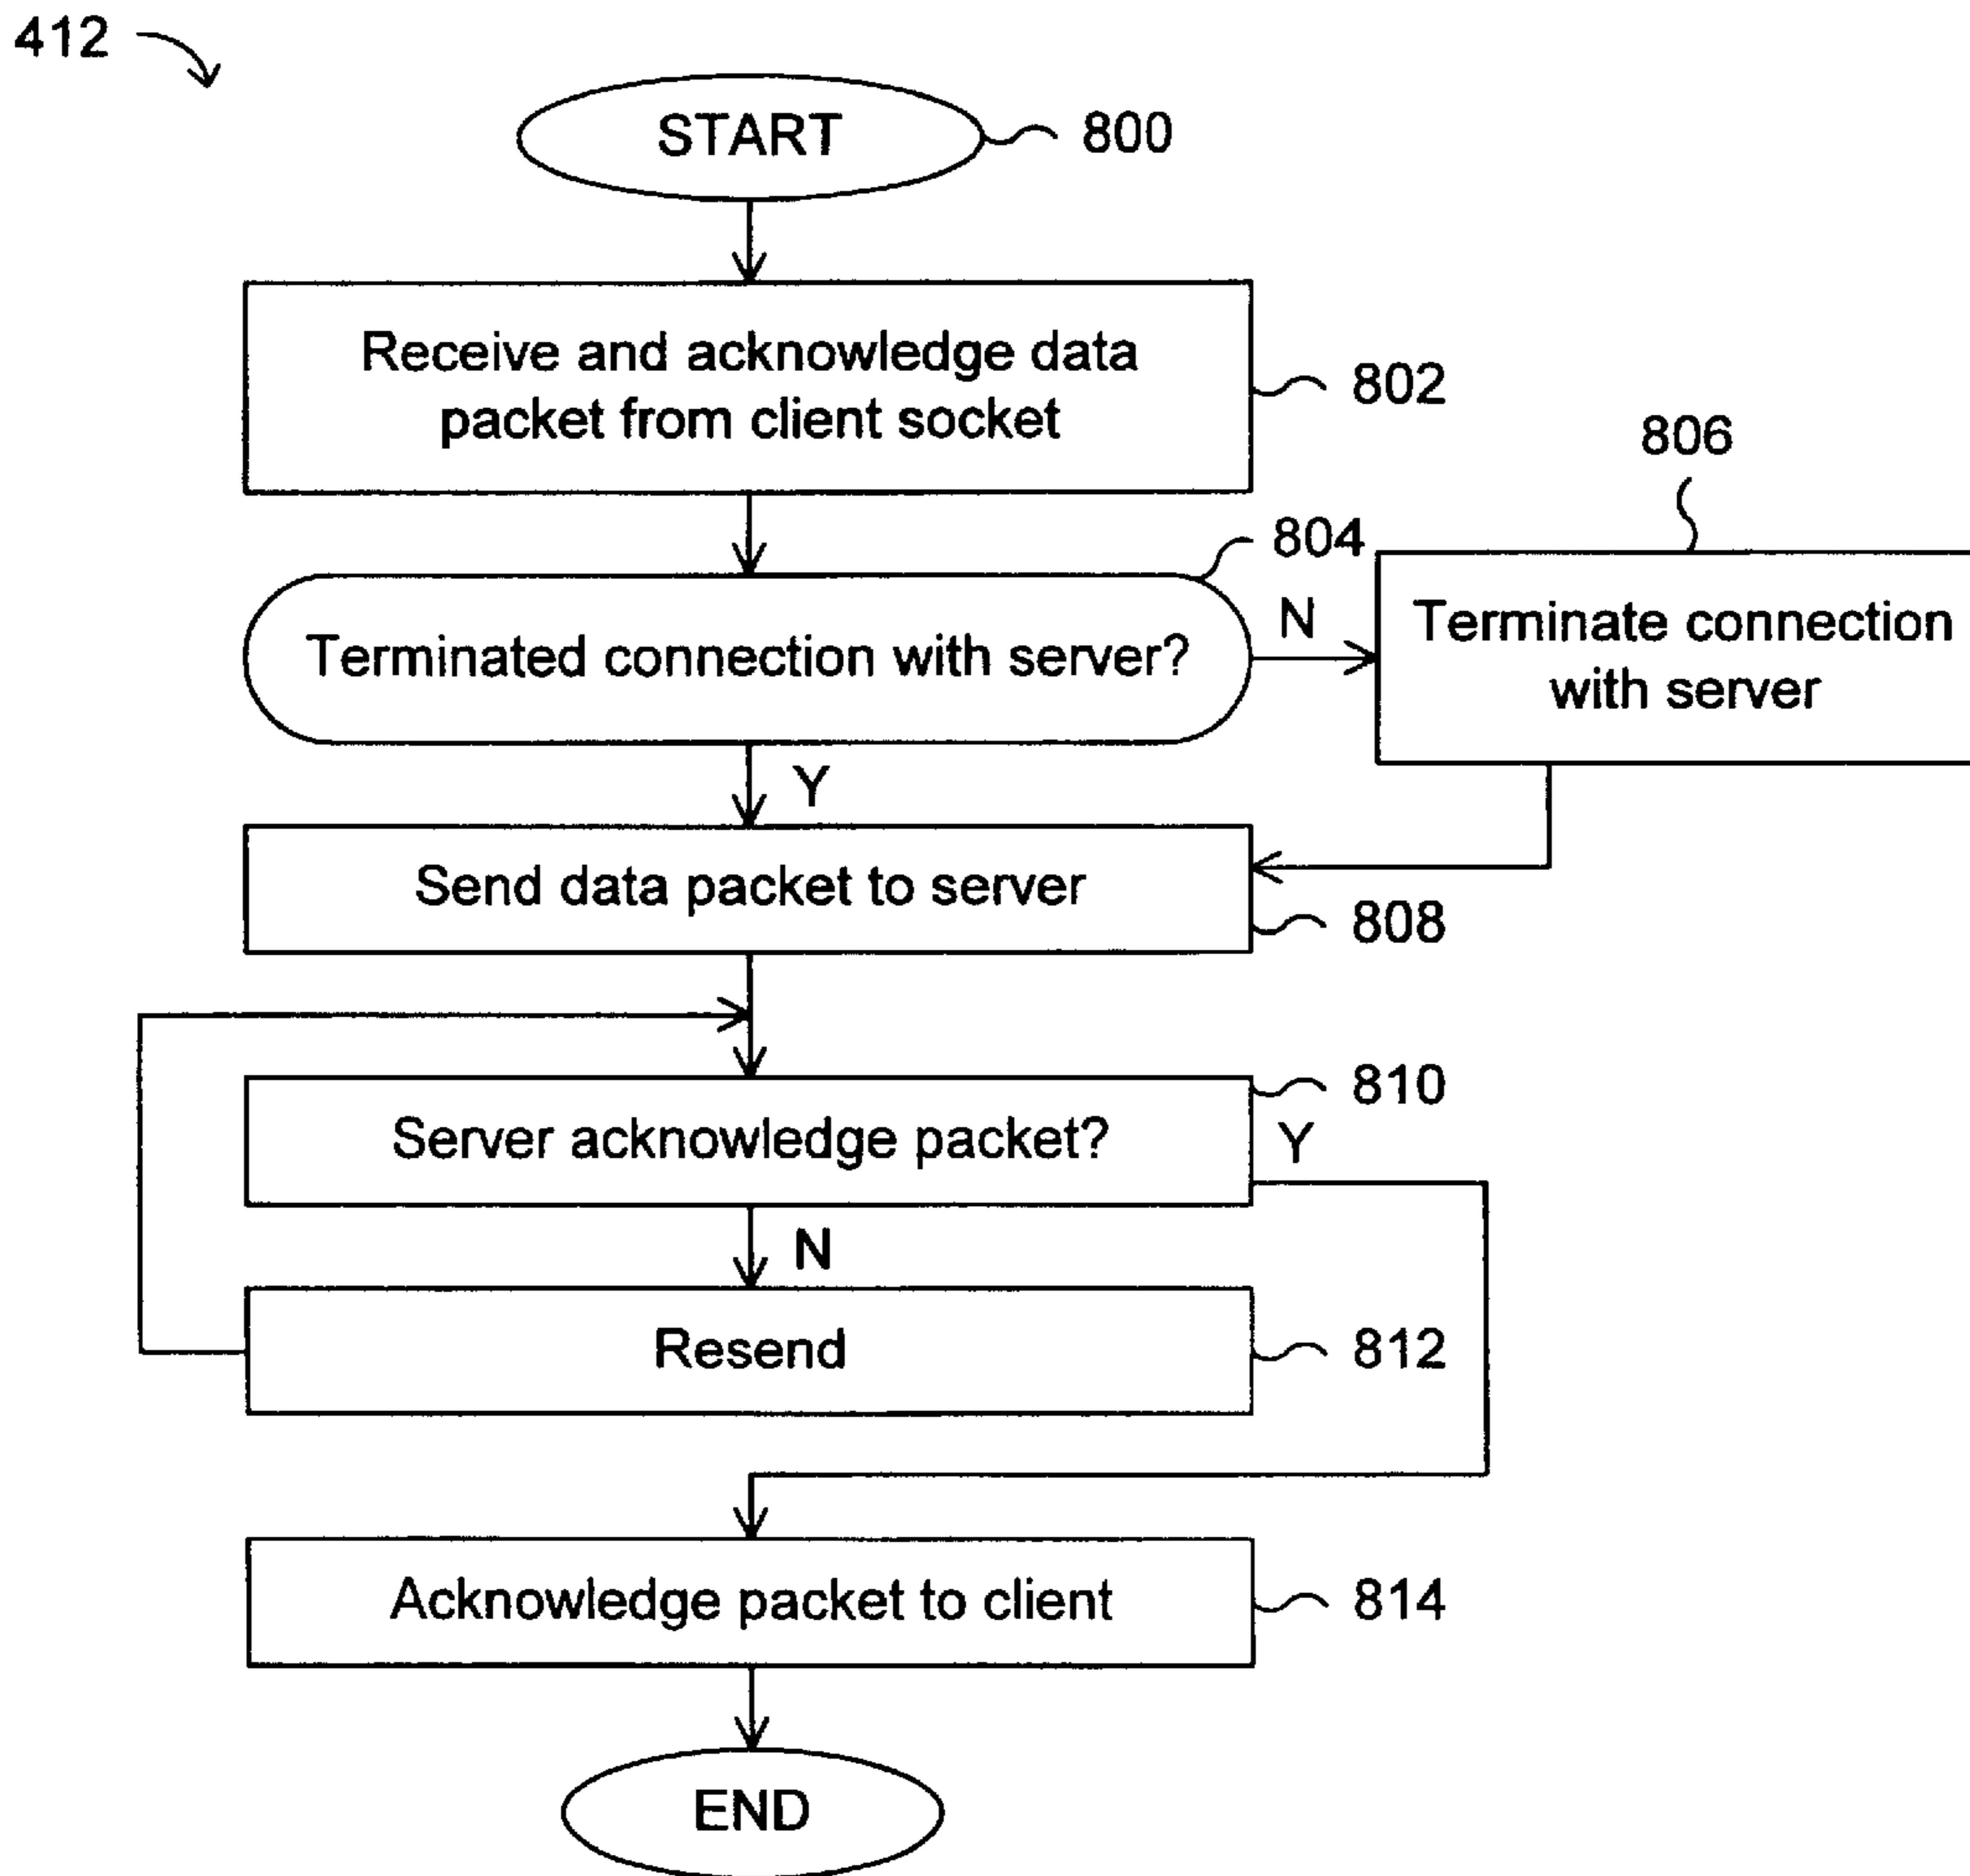 412
START
800
Receive and acknowledge data
packet from client socket
802
806
804
Terminated connection with server?
N
Terminate connection
with server
Y
Send data packet to server
808
810
Server acknowledge packet?
Y
N
Resend
812
Acknowledge packet to client
814
END